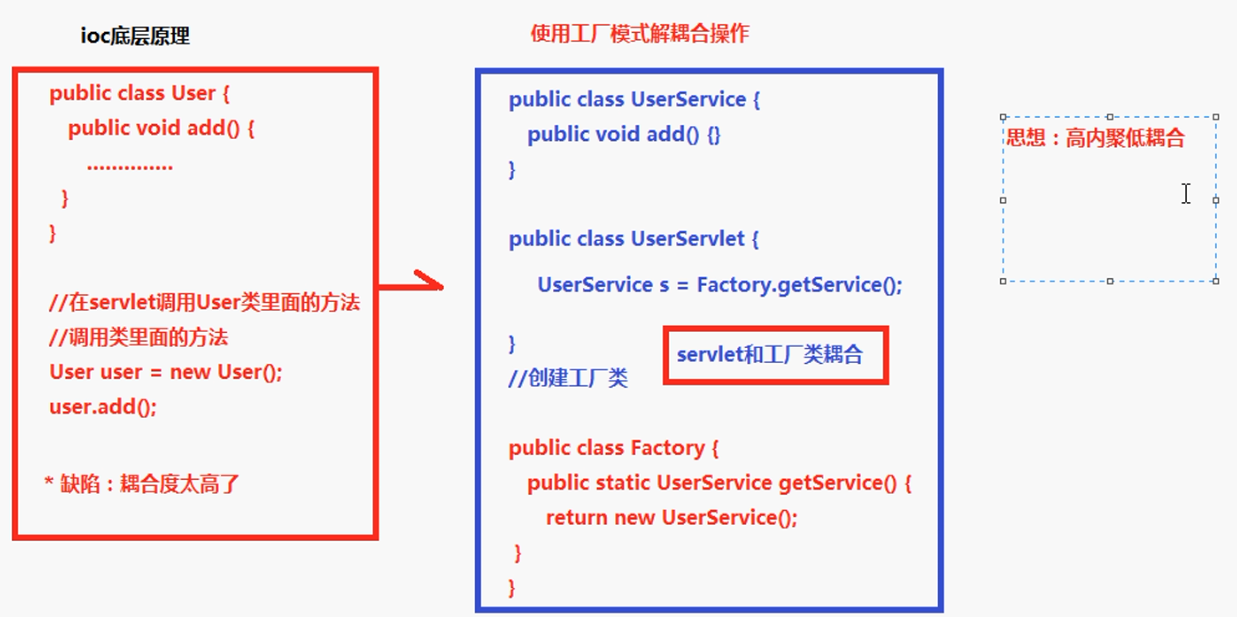 ioc底层原理
public class User {
public void add() {
..............
}
}
//在servlet调用User类里面的方法
//调用类里面的方法
User user = new User();
user.add();
* 缺陷：耦合度太高了
使用工厂模式解耦合操作
public class UserService {
public void add() {}
}
public class UserServlet {
UserService s = Factory.getService();
}
servlet和工厂类耦合
//创建工厂类
public class Factory {
public static UserService getService() {
return new UserService();
}
}
思想：高内聚低耦合